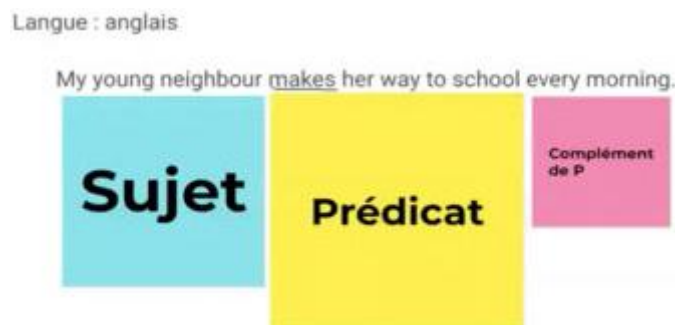 Langue : anglais
My young neighbour makes her way to school every morning.
Sujet
Prédicat
Complément
de P